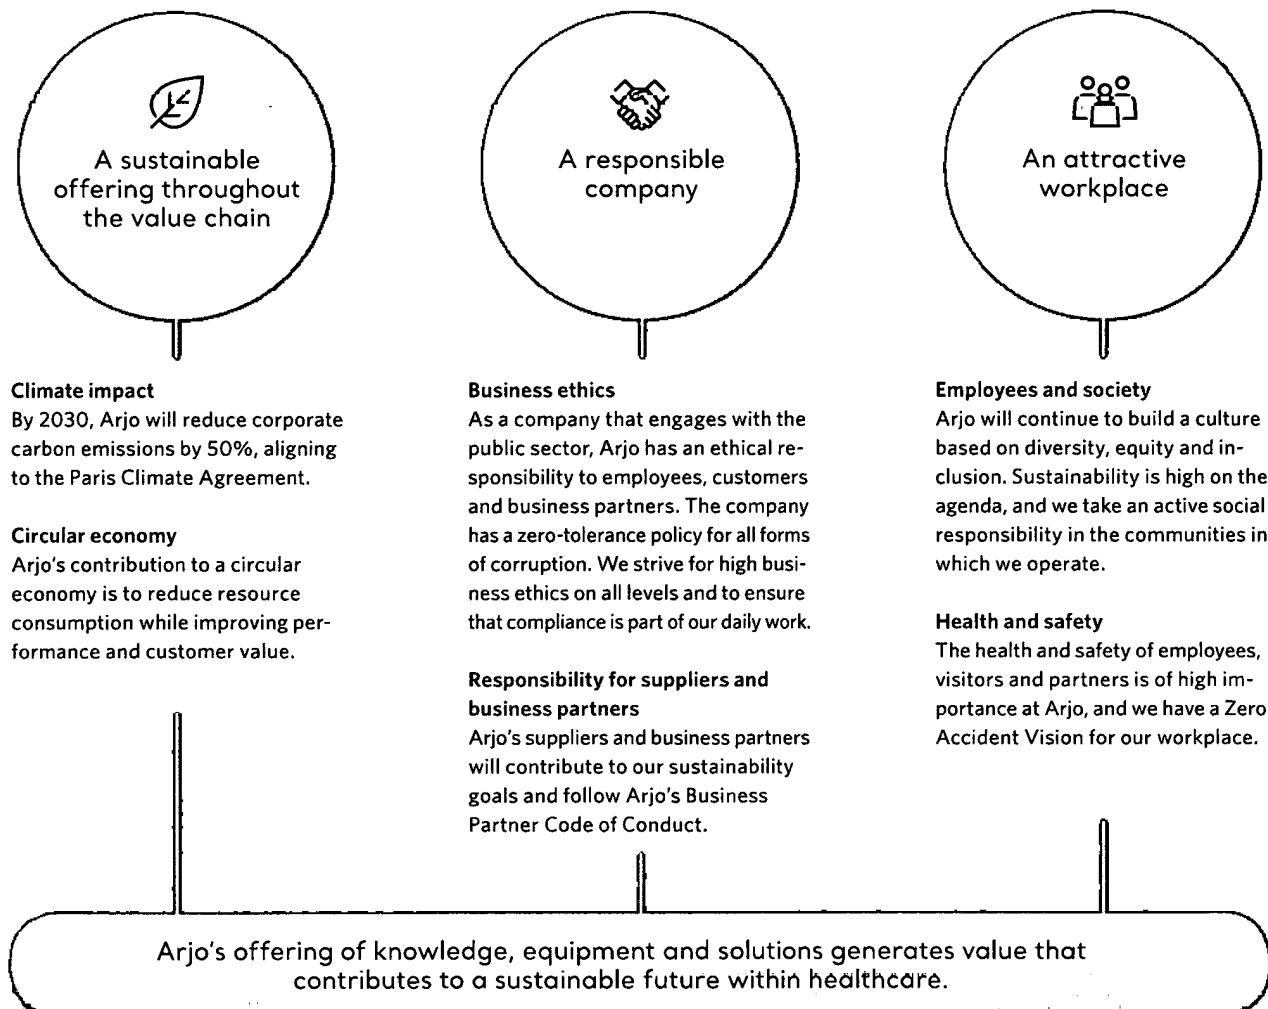 A sustainable
offering throughout
the value chain
Climate impact
By 2030, Arjo will reduce corporate
carbon emissions by 50%, aligning
to the Paris Climate Agreement.
Circular economy
Arjo's contribution to a circular
economy is to reduce resource
consumption while improving per-
formance and customer value.
A responsible
company
Business ethics
As a company that engages with the
public sector, Arjo has an ethical re-
sponsibility to employees, customers
and business partners. The company
has a zero-tolerance policy for all forms
of corruption. We strive for high busi-
ness ethics on all levels and to ensure
that compliance is part of our daily work.
Responsibility for suppliers and
business partners
Arjo's suppliers and business partners
will contribute to our sustainability
goals and follow Arjo's Business
Partner Code of Conduct.
An attractive
workplace
Employees and society
Arjo will continue to build a culture
based on diversity, equity and in-
clusion. Sustainability is high on the
agenda, and we take an active social
responsibility in the communities in
which we operate.
Health and safety
The health and safety of employees,
visitors and partners is of high im-
portance at Arjo, and we have a Zero
Accident Vision for our workplace.
Arjo's offering of knowledge, equipment and solutions generates value that
contributes to a sustainable future within healthcare.